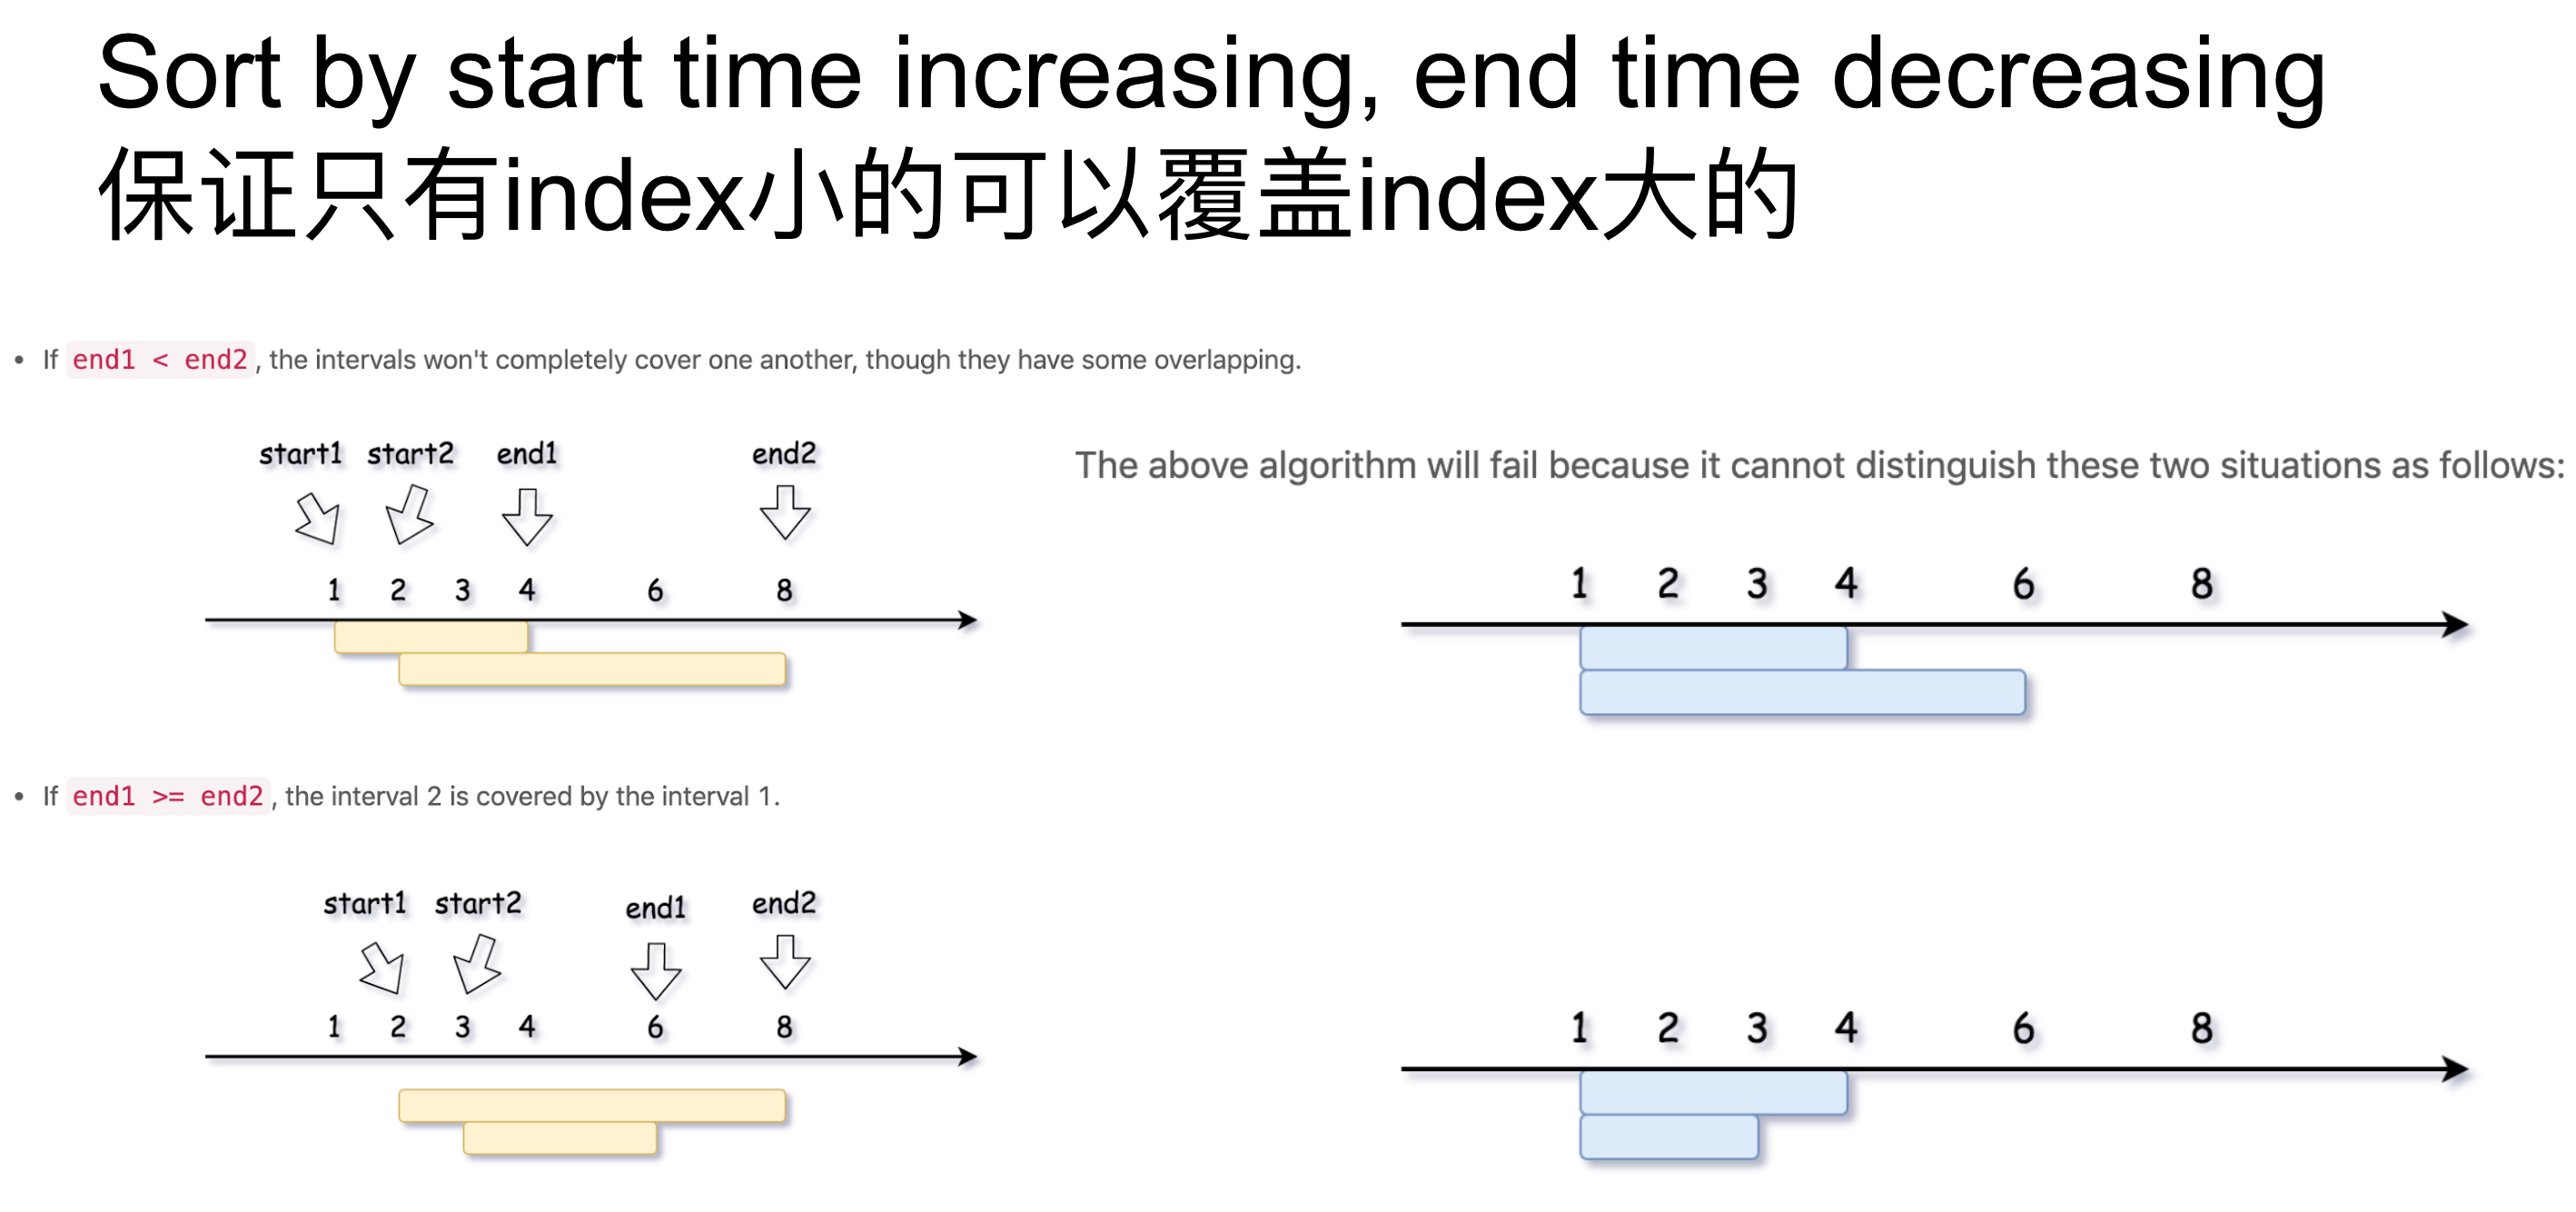 Sort by start time increasing, end time decreasing
保证只有index小的可以覆盖index大的
• If end1 < end2, the intervals won't completely cover one another, though they have some overlapping.
start1 start2 end1 end2
1 2 3 4 6 8
• If end1 >= end2, the interval 2 is covered by the interval 1.
start1 start2 end1 end2
1 2 3 4 6 8
The above algorithm will fail because it cannot distinguish these two situations as follows:
1 2 3 4 6 8
1 2 3 4 6 8